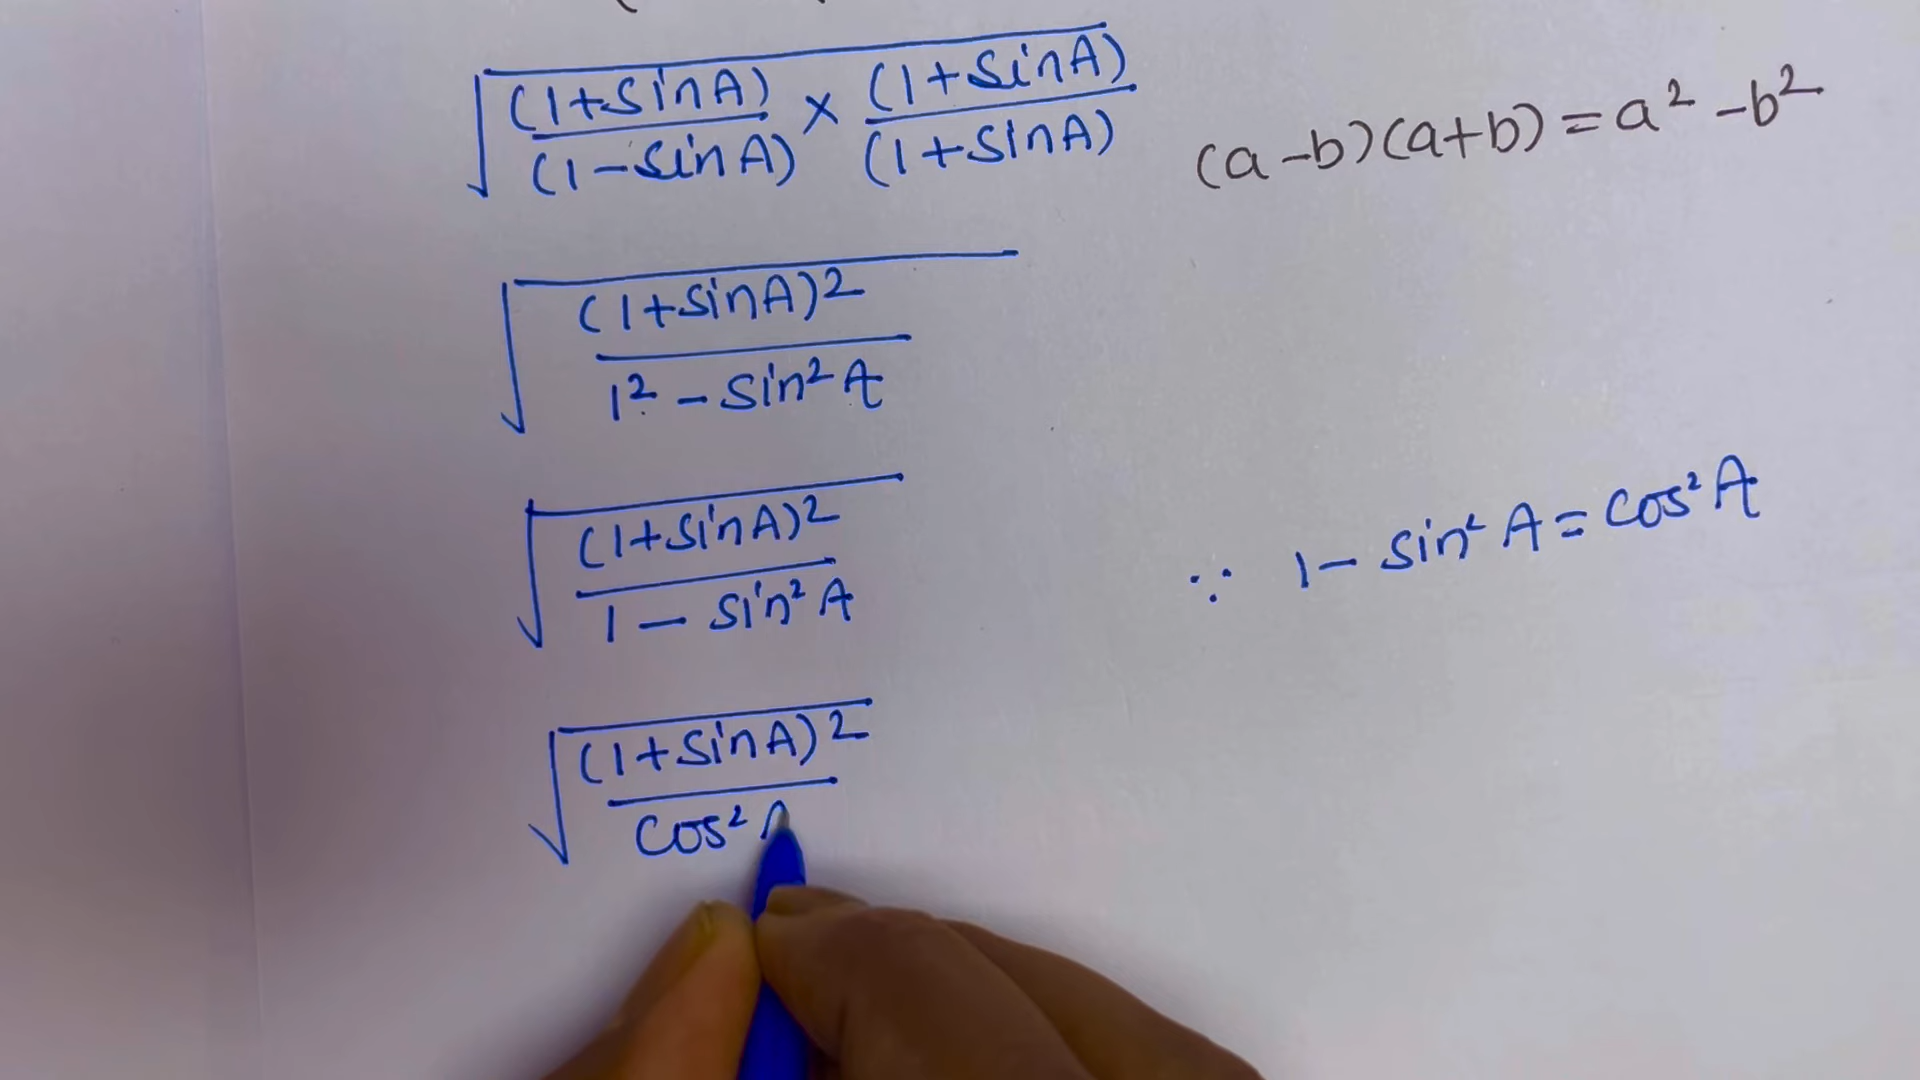 √((1+sinA)/(1-sinA) × (1+sinA)/(1+sinA))
(a-b)(a+b)=a²-b²
√((1+sinA)²/(1²-sin²A))
√((1+sinA)²/(1-sin²A))
∵ 1-sin²A=cos²A
√((1+sinA)²/(cos²A))